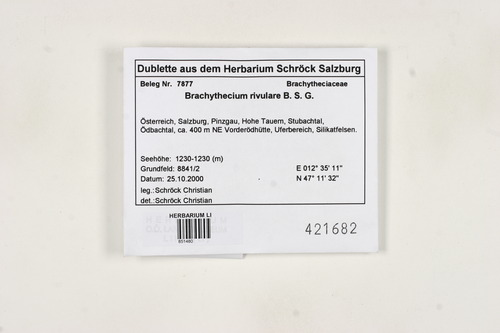 Dublette aus dem Herbarium Schröck Salzburg
Beleg Nr. 7877 Brachytheciaceae
Brachythecium rivulare B. S. G.
Österreich, Salzburg, Pinzgau, Hohe Tauern, Stubachtal,
Ödbachtal, ca. 400 m NE Vorderödhütte, Uferbereich, Silikatfelsen.
Seehöhe: 1230-1230 (m)
Grundfeld: 8841/2 E 012° 35' 11"
Datum: 25.10.2000 N 47° 11' 32"
leg.: Schröck Christian
det.: Schröck Christian
HERBARIUM LI
421682